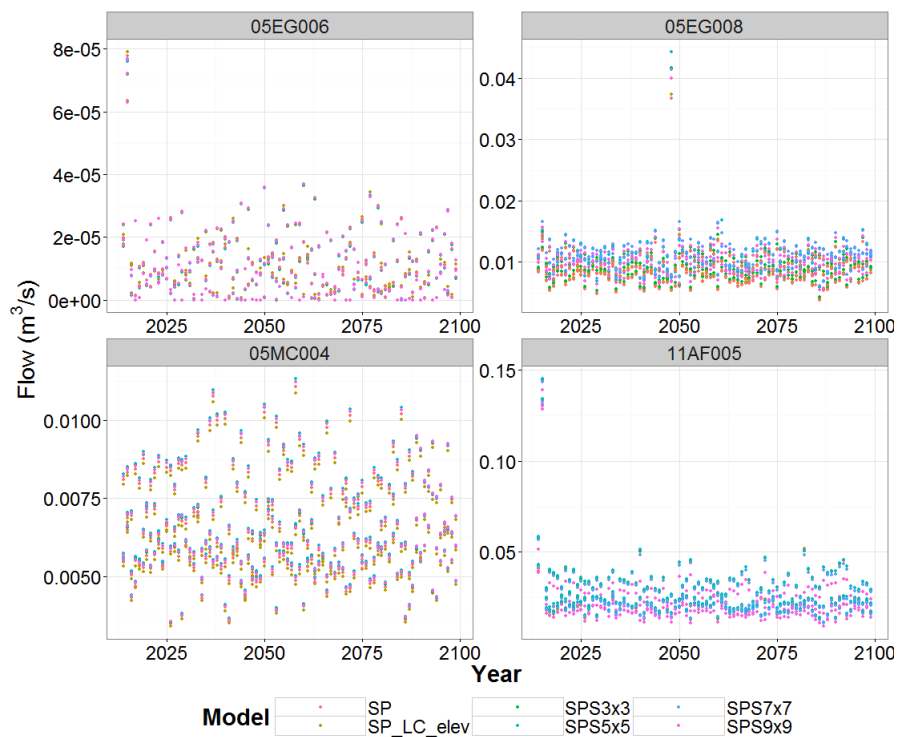 05EG006 05EG008
8e-05
6e-05
4e-05
2e-05
0e+00
0.04
0.03
0.02
0.01
2025 2050 2075 2100 2025 2050 2075 2100
05MC004 11AF005
0.0100
0.0075
0.0050
0.15
0.10
0.05
2025 2050 2075 2100 2025 2050 2075 2100
Flow (m³/s)
Year
Model SP SPS3x3 SPS7x7
SP_LC_elev SPS5x5 SPS9x9